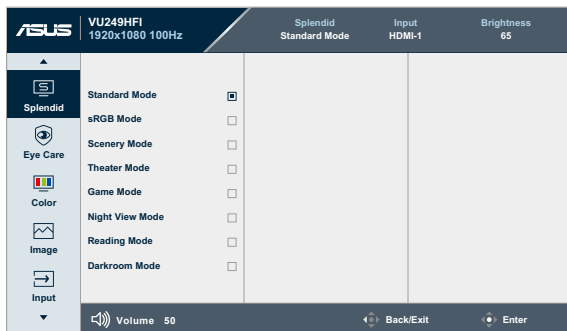 ASUS
VU249HFI
1920x1080 100Hz
Splendid
Standard Mode
Input
HDMI-1
Brightness
65
Splendid
Eye Care
Color
Image
Input
Standard Mode
sRGB Mode
Scenery Mode
Theater Mode
Game Mode
Night View Mode
Reading Mode
Darkroom Mode
Volume 50
Back/Exit
Enter